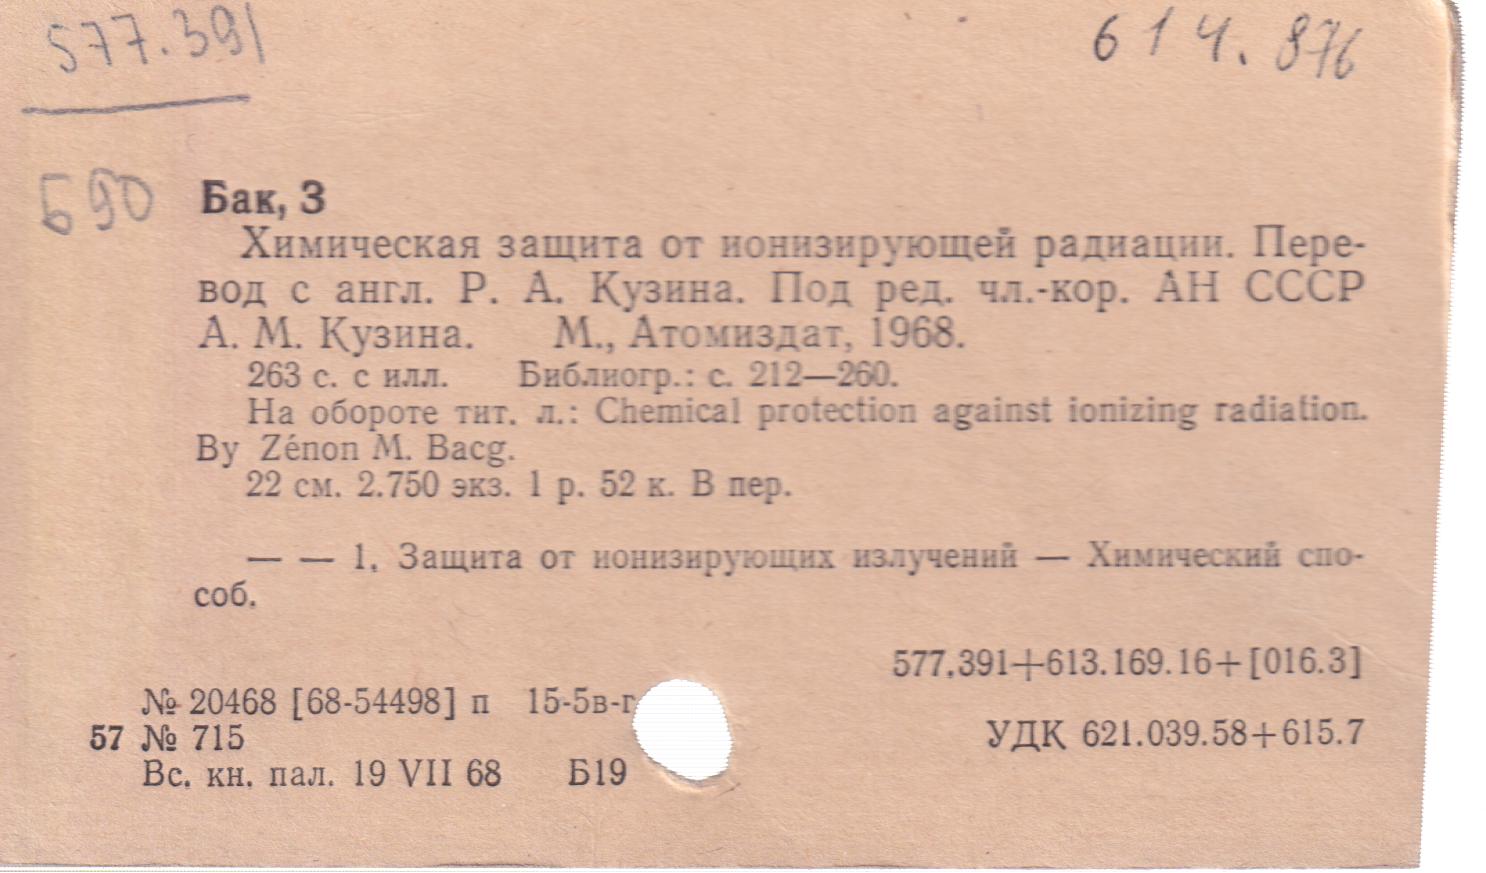 577.391
614.876
Б90
Бак, З
Химическая защита от ионизирующей радиации. Пере-
вод с англ. Р. А. Кузина. Под ред. чл.-кор. АН СССР
А. М. Кузина. М., Атомиздат, 1968.
263 с. с илл. Библиогр.: с. 212—260.
На обороте тит. л.: Chemical protection against ionizing radiation.
By Zénon M. Bacg.
22 см. 2.750 экз. 1 р. 52 к. В пер.
— — 1. Защита от ионизирующих излучений — Химический спо-
соб.
577.391+613.169.16+[016.3]
№ 20468 [68-54498] п 15-5в-г
57 № 715
УДК 621.039.58+615.7
Вс. кн. пал. 19 VII 68 Б19